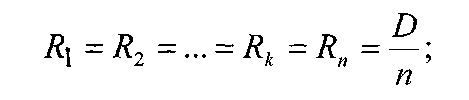 R₁ = R₂ = ... = Rₖ = Rₙ = D/n;